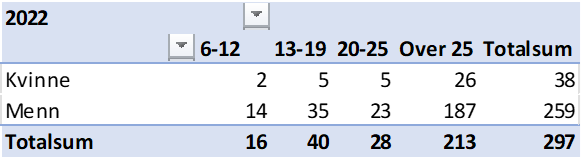 2022
6-12 13-19 20-25 Over 25 Totalsum
Kvinne 2 5 5 26 38
Menn 14 35 23 187 259
Totalsum 16 40 28 213 297